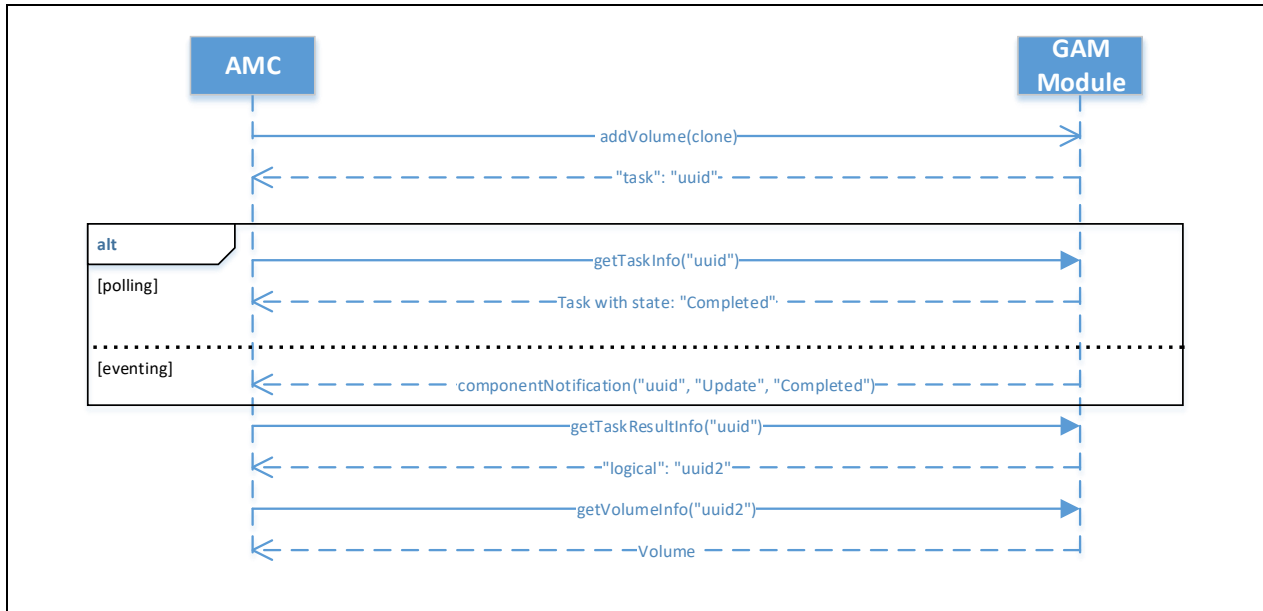 AMC
GAM
Module
addVolume(clone)
"task": "uuid"
alt
getTaskInfo("uuid")
[polling]
Task with state: "Completed"
[eventing]
componentNotification("uuid", "Update", "Completed")
getTaskResultInfo("uuid")
"logical": "uuid2"
getVolumeInfo("uuid2")
Volume